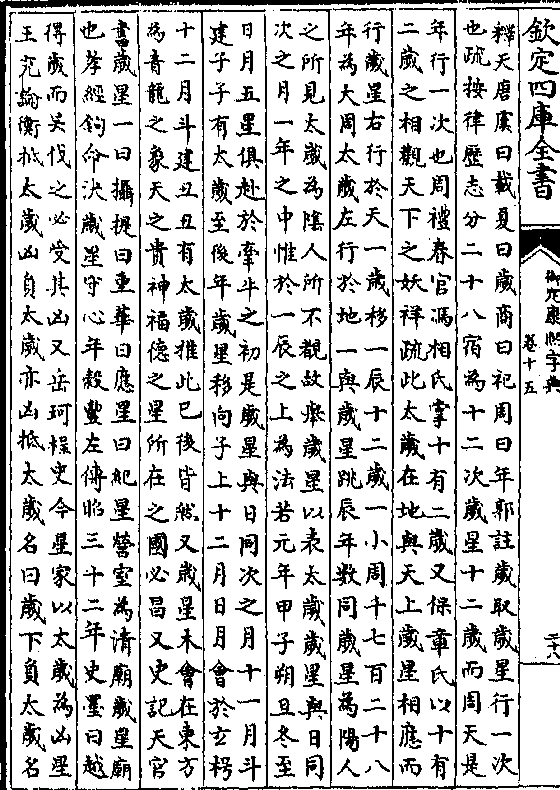 欽定四庫全書
御定康熙字典
卷十五
釋天唐虞曰載夏曰歲商曰祀周曰年郭註歲取歲星行一次
也疏按律歷志分二十八宿為十二次歲星十二歲而周天是
年行一次也周禮春官馮相氏掌十有二歲又保章氏以十有
二歲之相觀天下之妖祥疏此太歲在地與天上歲星相應而
行歲星右行於天一歲移一辰十二歲一小周千七百二十八
年為大周太歲左行於地一與歲星跳辰年數同歲星為陽人
之所見太歲為陰人所不覩故舉歲星以表太歲歲星與日同
次之月一年之中惟於一辰之上為法若元年甲子朔旦冬至
日月五星俱赴於牽牛之初是歲星與日同次之月十一月斗
建子子有太歲至後年歲星移向子上十二月日月會於玄枵
十二月斗建丑丑有太歲推此已後皆然又歲星木會在東方
為青龍之象天之貴神福德之星所在之國必昌又史記天官
書歲星一曰攝提曰重華曰應星曰紀星營室為清廟歲星廟
也孝經鉤命決歲星守心年穀豐左傳昭三十二年史墨曰越
得歲而吴伐之必受其凶又岳珂桯史今星家以太歲為凶星
王充論衡抵太歲凶負太歲亦凶抵太歲名曰歲下負太歲名